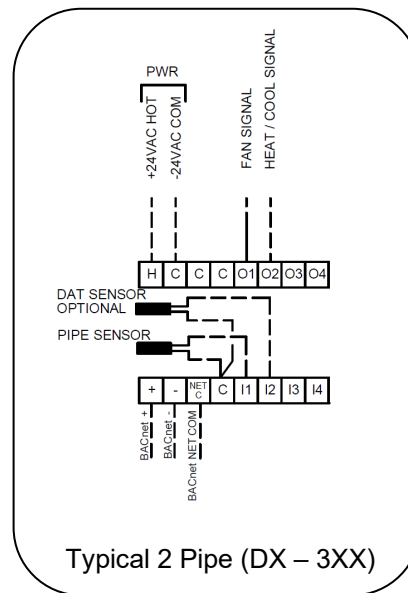 PWR
+24VAC HOT
-24VAC COM
FAN SIGNAL
HEAT / COOL SIGNAL
H C C C O1 O2 O3 O4
DAT SENSOR
OPTIONAL
PIPE SENSOR
+ - NET C C I1 I2 I3 I4
BACnet +
BACnet -
BACnet NET COM
Typical 2 Pipe (DX – 3XX)